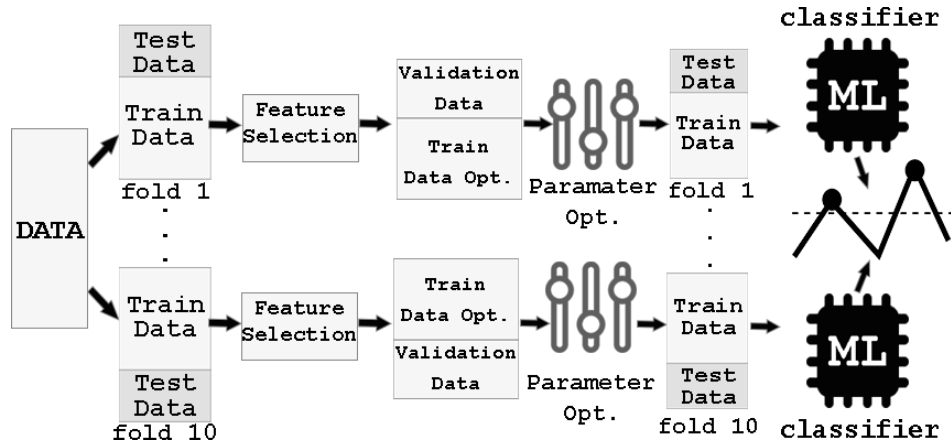 DATA
Test
Data
Train
Data
fold 1
Feature
Selection
Validation
Data
Train
Data Opt.
Paramater
Opt.
Test
Data
Train
Data
fold 1
classifier
ML
Train
Data
Test
Data
fold 10
Feature
Selection
Train
Data Opt.
Validation
Data
Parameter
Opt.
Train
Data
Test
Data
fold 10
ML
classifier